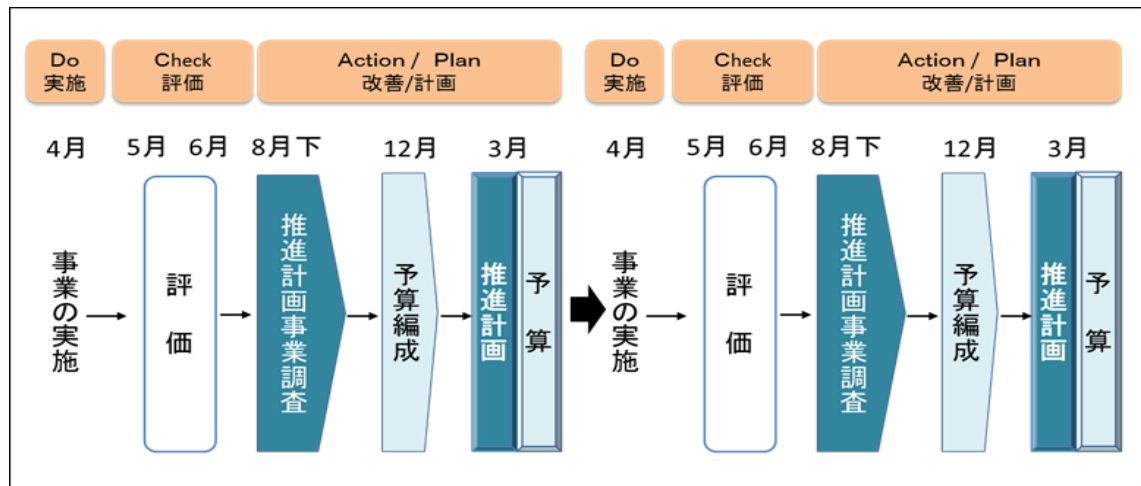 Do
実施
Check
評価
Action / Plan
改善/計画
Do
実施
Check
評価
Action / Plan
改善/計画
4月
5月 6月
8月下
12月
3月
4月
5月 6月
8月下
12月
3月
事業の実施
評価
推進計画事業調査
予算編成
推進計画
予算
事業の実施
評価
推進計画事業調査
予算編成
推進計画
予算